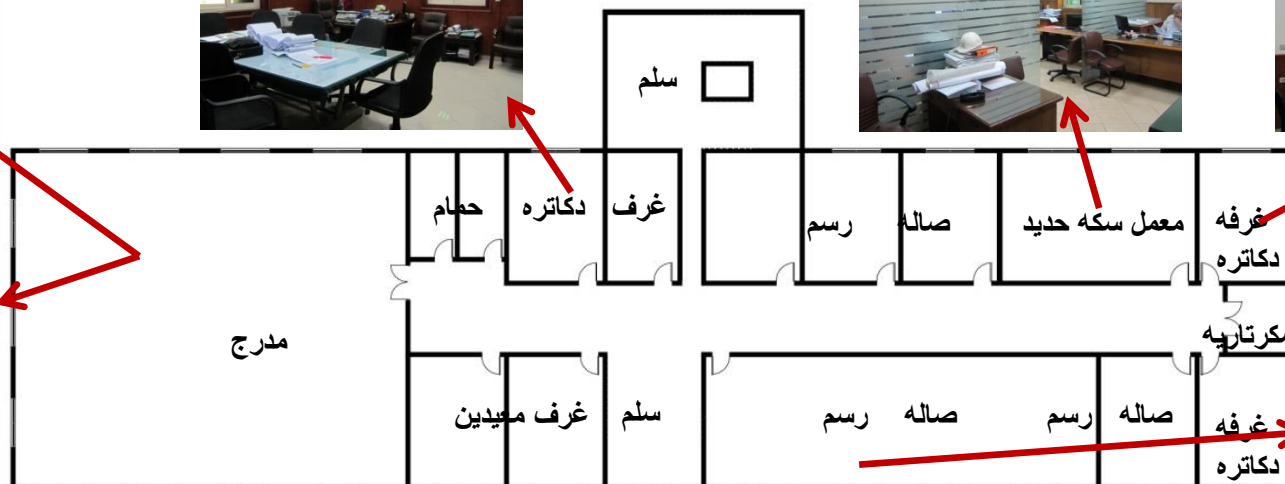 سلم
غرف دكاتره
حمام
صاله رسم
معمل سكه حديد
غرفه
دكاتره
مدرج
سكرتاريه
غرف معيدين
سلم
صاله رسم
صاله رسم
غرفه
دكاتره